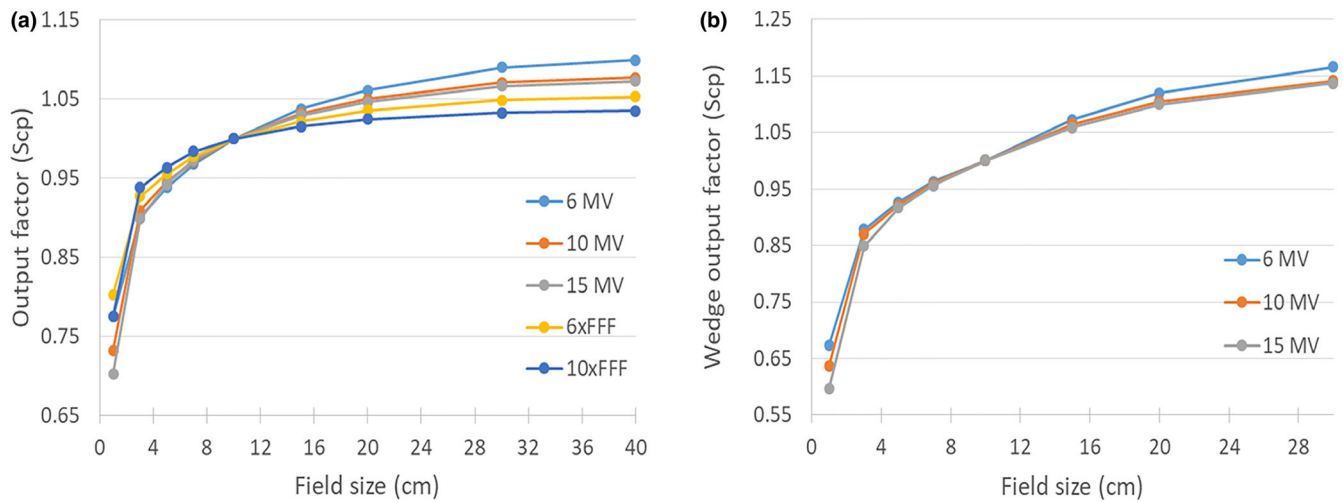 (a)
Output factor (Scp)
1.15
1.05
0.95
0.85
0.75
0.65
0 4 8 12 16 20 24 28 32 36 40
Field size (cm)
6 MV
10 MV
15 MV
6xFFF
10xFFF
(b)
Wedge output factor (Scp)
1.25
1.15
1.05
0.95
0.85
0.75
0.65
0.55
0 4 8 12 16 20 24 28
Field size (cm)
6 MV
10 MV
15 MV